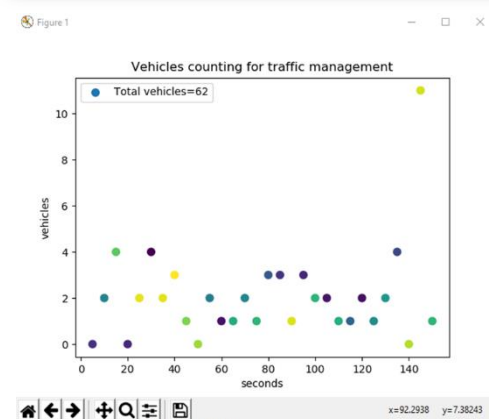 Figure 1
Vehicles counting for traffic management
Total vehicles=62
10
8
6
4
2
0
vehicles
0 20 40 60 80 100 120 140
seconds
x=92.2938 y=7.38243